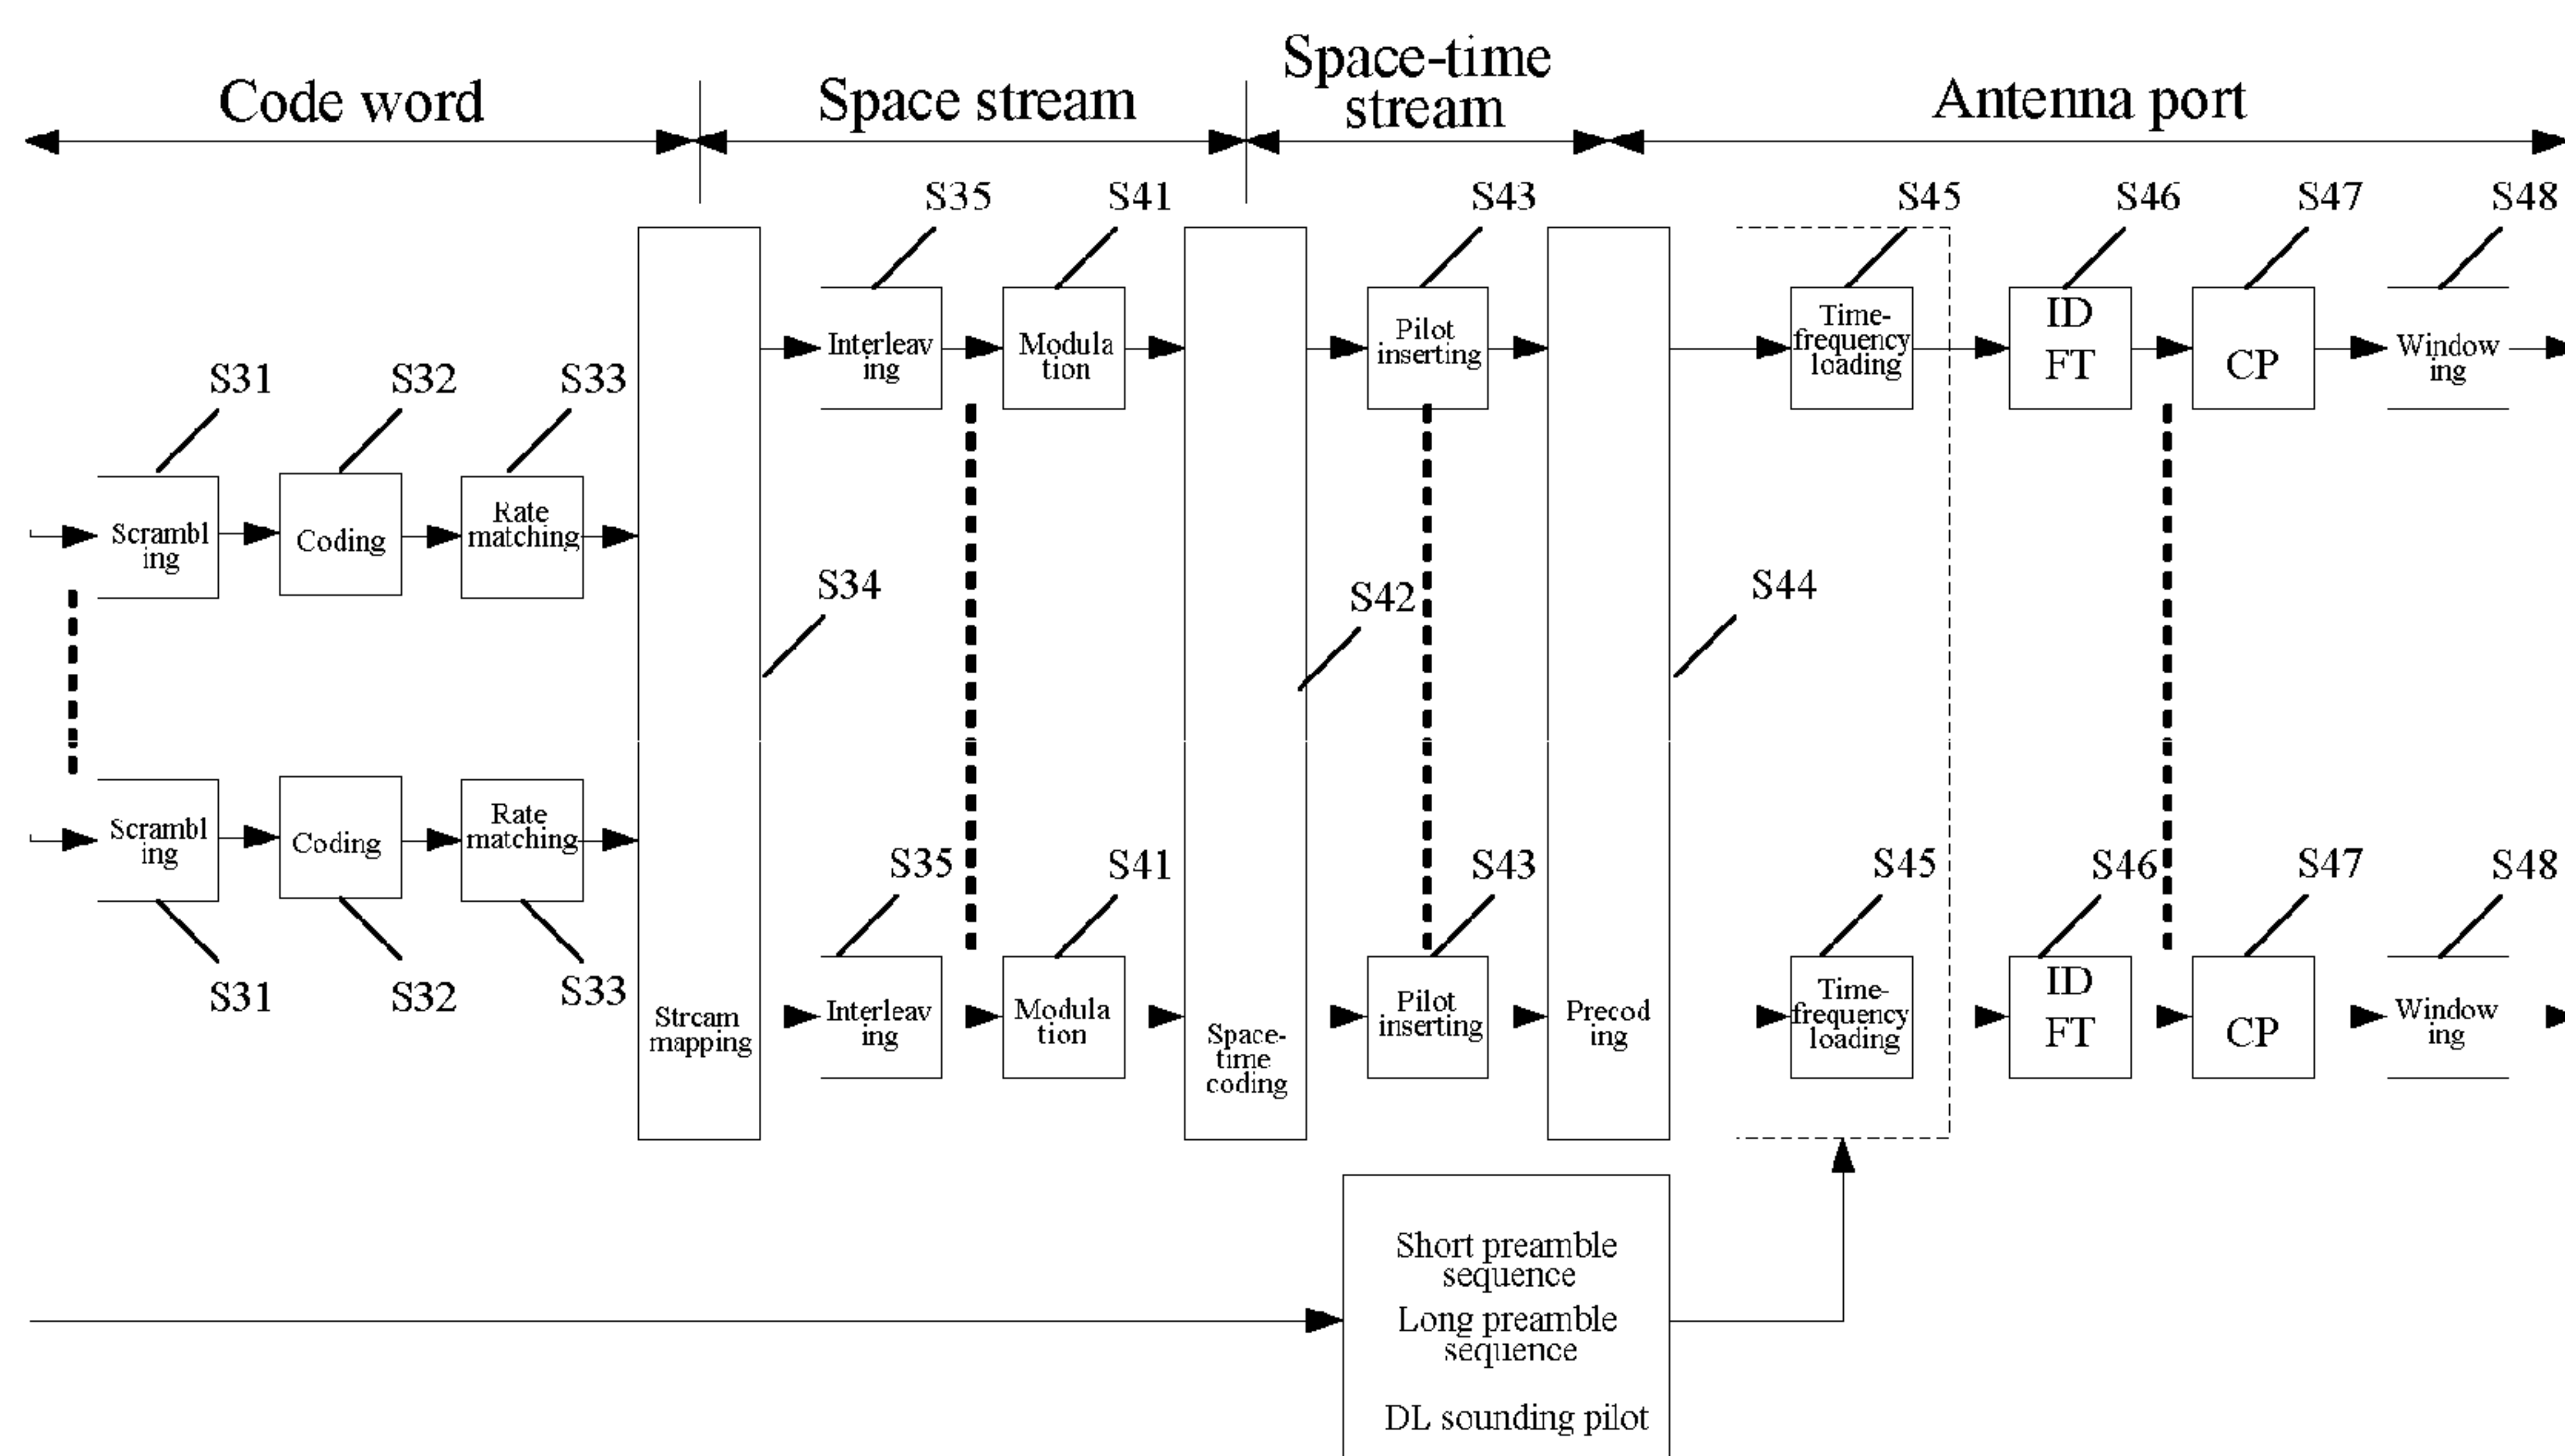 Code word
Space stream
Space-time
stream
Antenna port
S35
S41
S43
S45
S46
S47
S48
Interleav
ing
Modula
tion
Pilot
inserting
Time-
frequency
loading
ID
FT
CP
Window
ing
S31
S32
S33
Scrambl
ing
Coding
Rate
matching
S34
S42
S44
Scrambl
ing
Coding
Rate
matching
S31
S32
S33
S35
S41
S43
S45
S46
S47
S48
Stream
mapping
Interleav
ing
Modula
tion
Space-
time
coding
Pilot
inserting
Precod
ing
Time-
frequency
loading
ID
FT
CP
Window
ing
Short preamble
sequence
Long preamble
sequence
DL sounding pilot